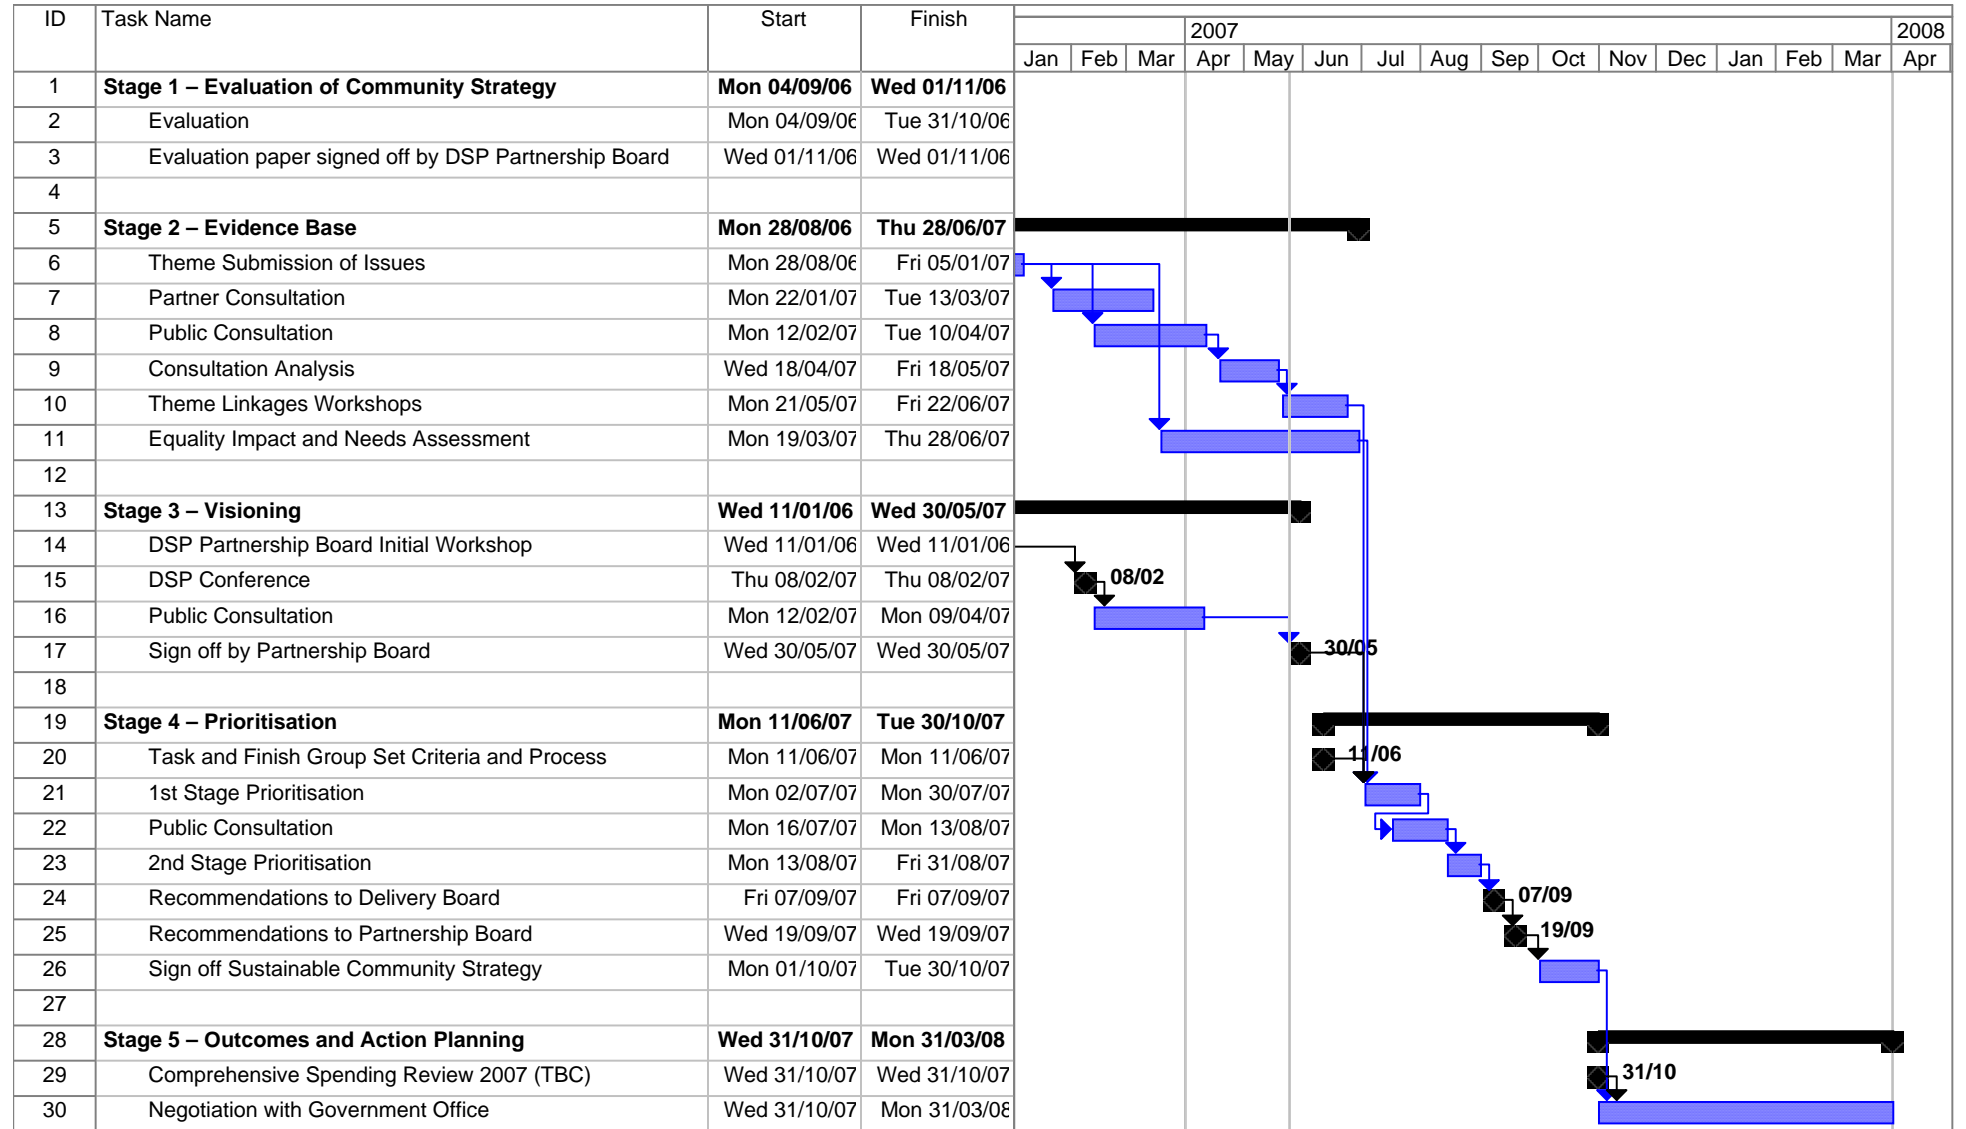 ID Task Name Start Finish
2007 2008
Jan Feb Mar Apr May Jun Jul Aug Sep Oct Nov Dec Jan Feb Mar Apr
1 Stage 1 – Evaluation of Community Strategy Mon 04/09/06 Wed 01/11/06
2 Evaluation Mon 04/09/06 Tue 31/10/06
3 Evaluation paper signed off by DSP Partnership Board Wed 01/11/06 Wed 01/11/06
4
5 Stage 2 – Evidence Base Mon 28/08/06 Thu 28/06/07
6 Theme Submission of Issues Mon 28/08/06 Fri 05/01/07
7 Partner Consultation Mon 22/01/07 Tue 13/03/07
8 Public Consultation Mon 12/02/07 Tue 10/04/07
9 Consultation Analysis Wed 18/04/07 Fri 18/05/07
10 Theme Linkages Workshops Mon 21/05/07 Fri 22/06/07
11 Equality Impact and Needs Assessment Mon 19/03/07 Thu 28/06/07
12
13 Stage 3 – Visioning Wed 11/01/06 Wed 30/05/07
14 DSP Partnership Board Initial Workshop Wed 11/01/06 Wed 11/01/06
15 DSP Conference Thu 08/02/07 Thu 08/02/07 08/02
16 Public Consultation Mon 12/02/07 Mon 09/04/07
17 Sign off by Partnership Board Wed 30/05/07 Wed 30/05/07 30/05
18
19 Stage 4 – Prioritisation Mon 11/06/07 Tue 30/10/07
20 Task and Finish Group Set Criteria and Process Mon 11/06/07 Mon 11/06/07 11/06
21 1st Stage Prioritisation Mon 02/07/07 Mon 30/07/07
22 Public Consultation Mon 16/07/07 Mon 13/08/07
23 2nd Stage Prioritisation Mon 13/08/07 Fri 31/08/07
24 Recommendations to Delivery Board Fri 07/09/07 Fri 07/09/07 07/09
25 Recommendations to Partnership Board Wed 19/09/07 Wed 19/09/07 19/09
26 Sign off Sustainable Community Strategy Mon 01/10/07 Tue 30/10/07
27
28 Stage 5 – Outcomes and Action Planning Wed 31/10/07 Mon 31/03/08
29 Comprehensive Spending Review 2007 (TBC) Wed 31/10/07 Wed 31/10/07 31/10
30 Negotiation with Government Office Wed 31/10/07 Mon 31/03/08